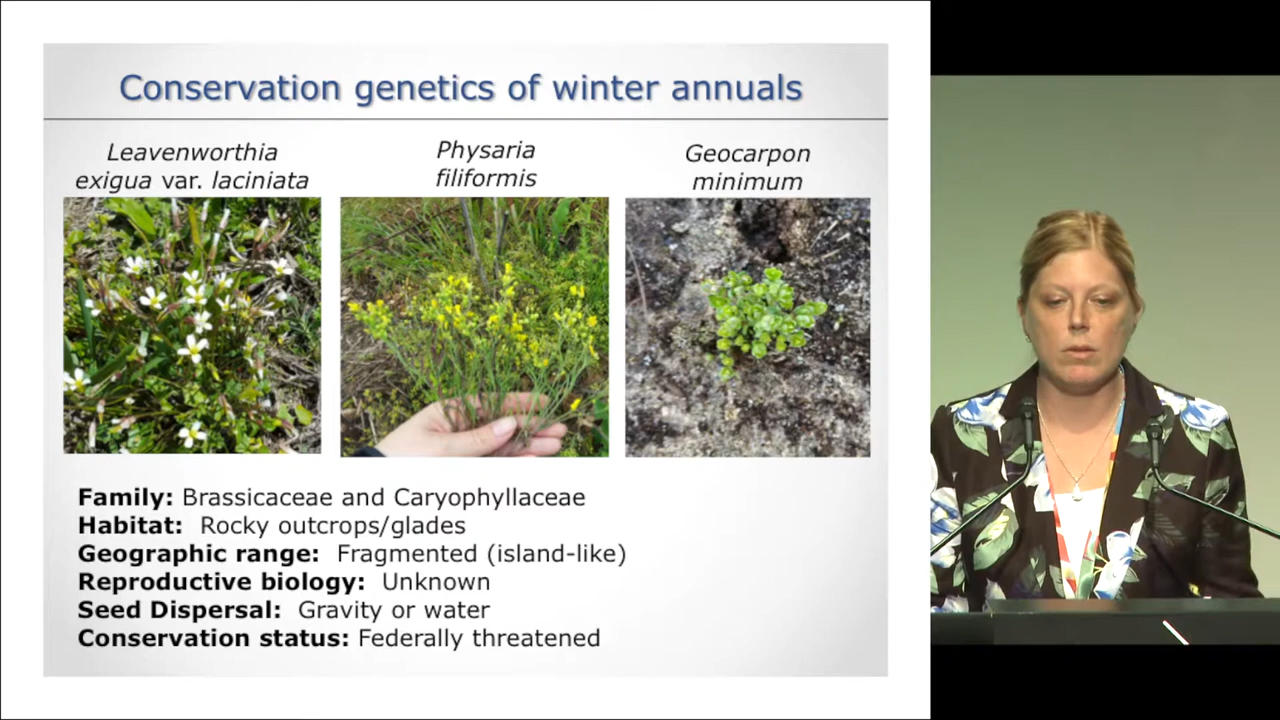 Conservation genetics of winter annuals
Leavenworthia
exigua var. laciniata
Physaria
filiformis
Geocarpon
minimum
Family: Brassicaceae and Caryophyllaceae
Habitat: Rocky outcrops/glades
Geographic range: Fragmented (island-like)
Reproductive biology: Unknown
Seed Dispersal: Gravity or water
Conservation status: Federally threatened